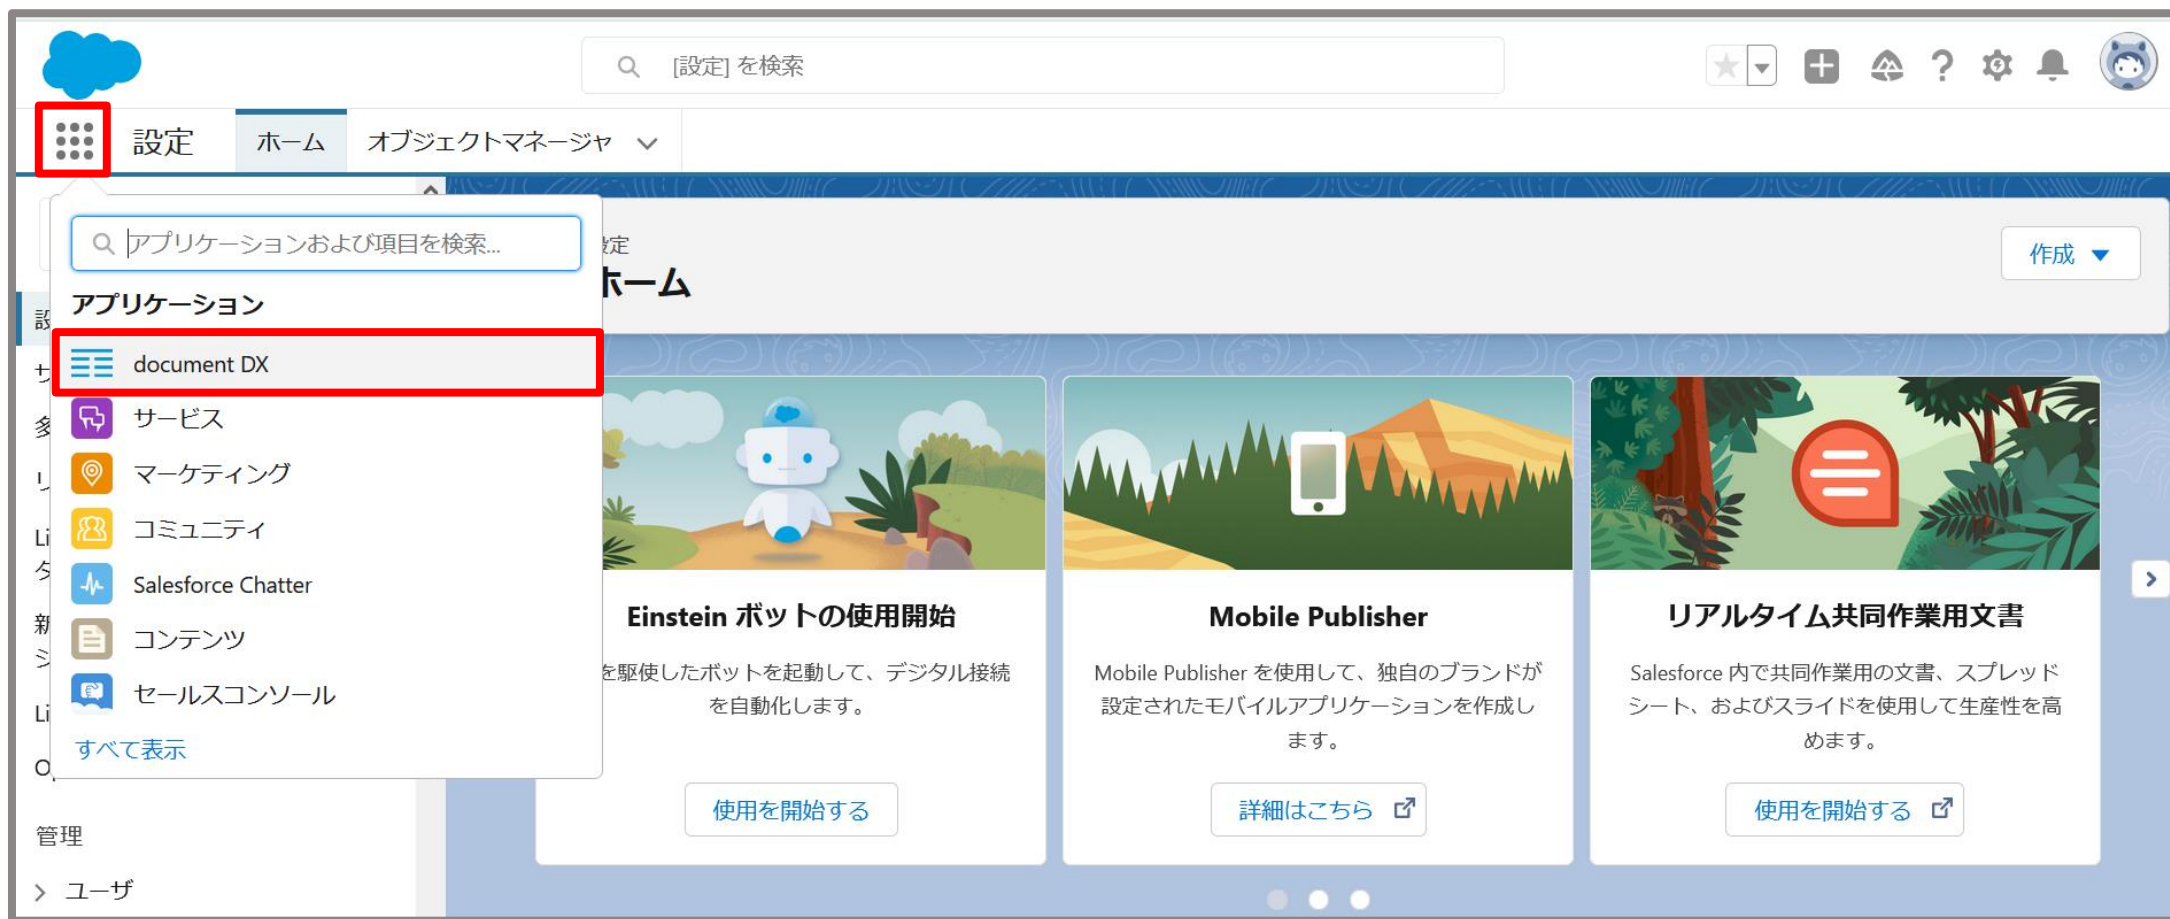 [設定] を検索
設定
ホーム
オブジェクトマネージャ
アプリケーションおよび項目を検索...
アプリケーション
document DX
サービス
マーケティング
コミュニティ
Salesforce Chatter
コンテンツ
セールスコンソール
すべて表示
管理
ユーザ
ホーム
作成
Einstein ボットの使用開始
を駆使したボットを起動して、デジタル接続
を自動化します。
使用を開始する
Mobile Publisher
Mobile Publisher を使用して、独自のブランドが
設定されたモバイルアプリケーションを作成し
ます。
詳細はこちら
リアルタイム共同作業用文書
Salesforce 内で共同作業用の文書、スプレッド
シート、およびスライドを使用して生産性を高
めます。
使用を開始する